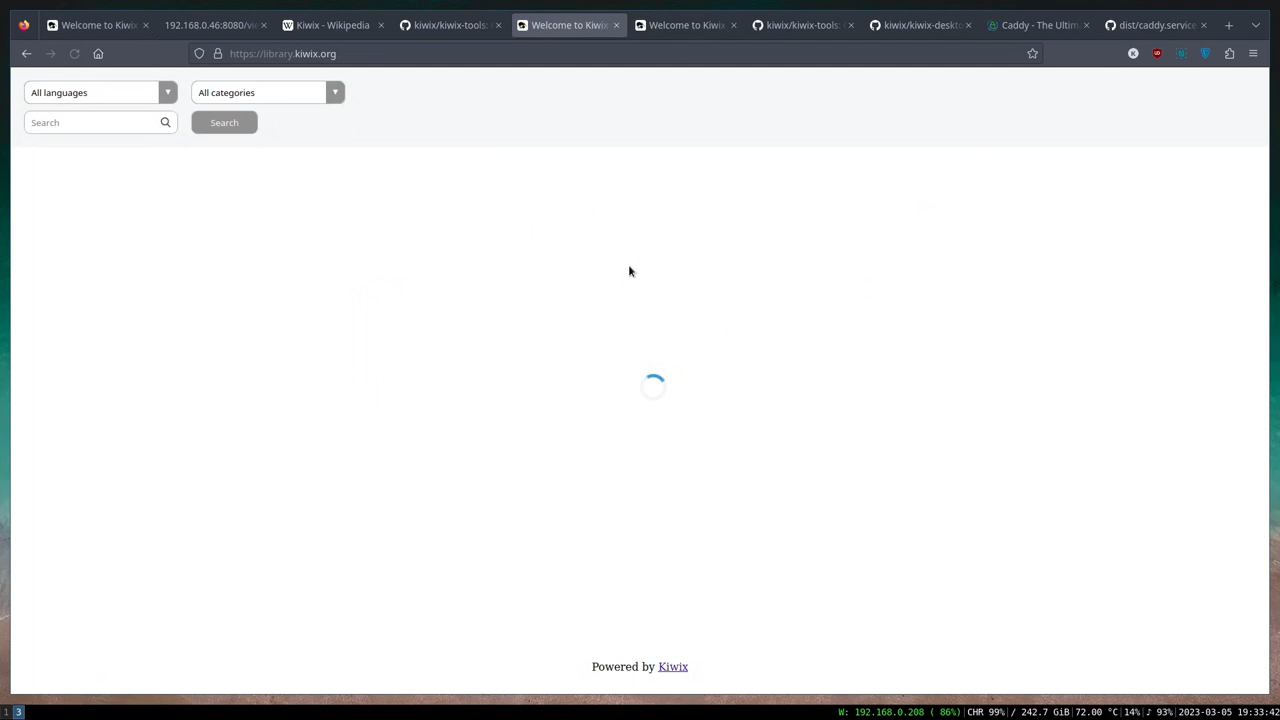 Welcome to Kiwix
192.168.0.46:8080/vie
Kiwix - Wikipedia
kiwix/kiwix-tools:
Welcome to Kiwix
Welcome to Kiwix
kiwix/kiwix-tools:
kiwix/kiwix-deskto
Caddy - The Ultim
dist/caddy.service
https://library.kiwix.org
All languages
All categories
Search
Search
Powered by Kiwix
1 3
W: 192.168.0.208 ( 86%)|CHR 99%|/ 242.7 GiB|72.00 °C|14%|♪ 93%|2023-03-05 19:33:42